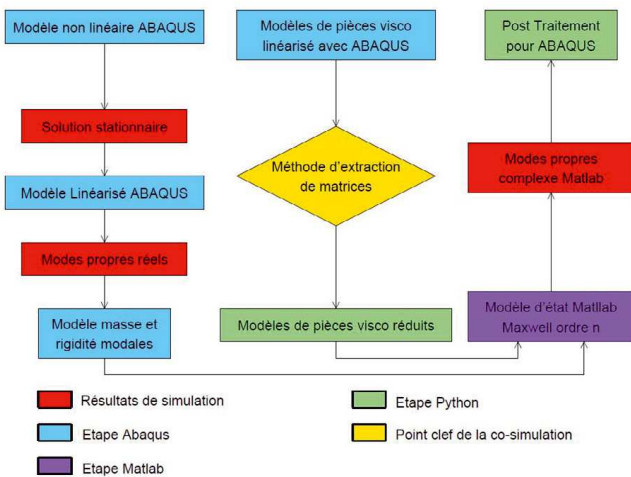 Modèle non linéaire ABAQUS
Solution stationnaire
Modèle Linéarisé ABAQUS
Modes propres réels
Modèle masse et
rigidité modales
Modèles de pièces visco
linéarisé avec ABAQUS
Méthode d'extraction
de matrices
Modèles de pièces visco réduits
Post Traitement
pour ABAQUS
Modes propres
complexe Matlab
Modèle d'état Matllab
Maxwell ordre n
Résultats de simulation
Etape Abaqus
Etape Matlab
Etape Python
Point clef de la co-simulation